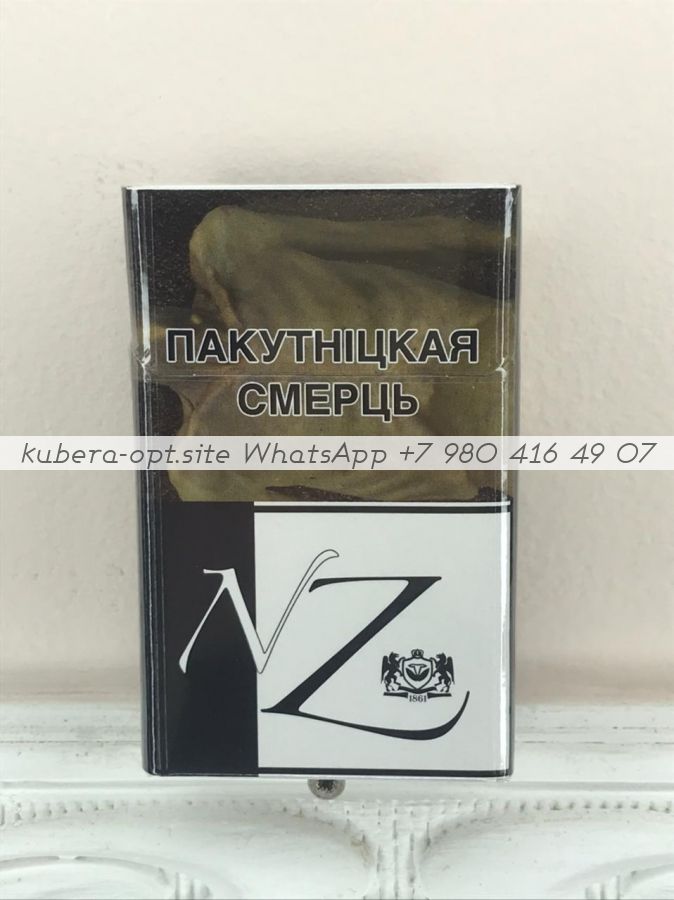 ПАКУТНІЦКАЯ
СМЕРЦЬ
kubera-opt.site WhatsApp +7 980 416 49 07
NZ
1861